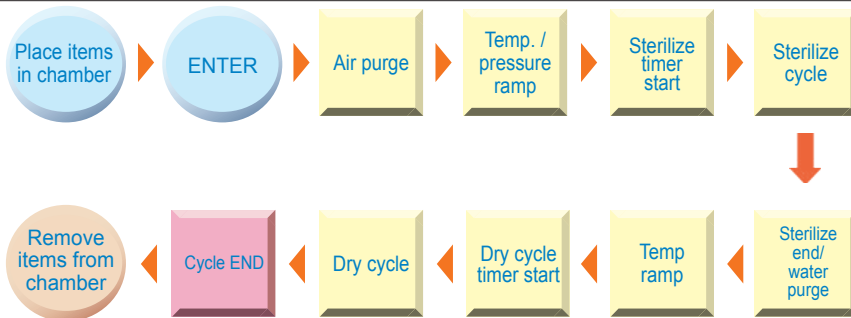 Place items
in chamber
ENTER
Air purge
Temp. /
pressure
ramp
Sterilize
timer
start
Sterilize
cycle
Sterilize
end/
water
purge
Temp
ramp
Dry cycle
timer start
Dry cycle
Cycle END
Remove
items from
chamber